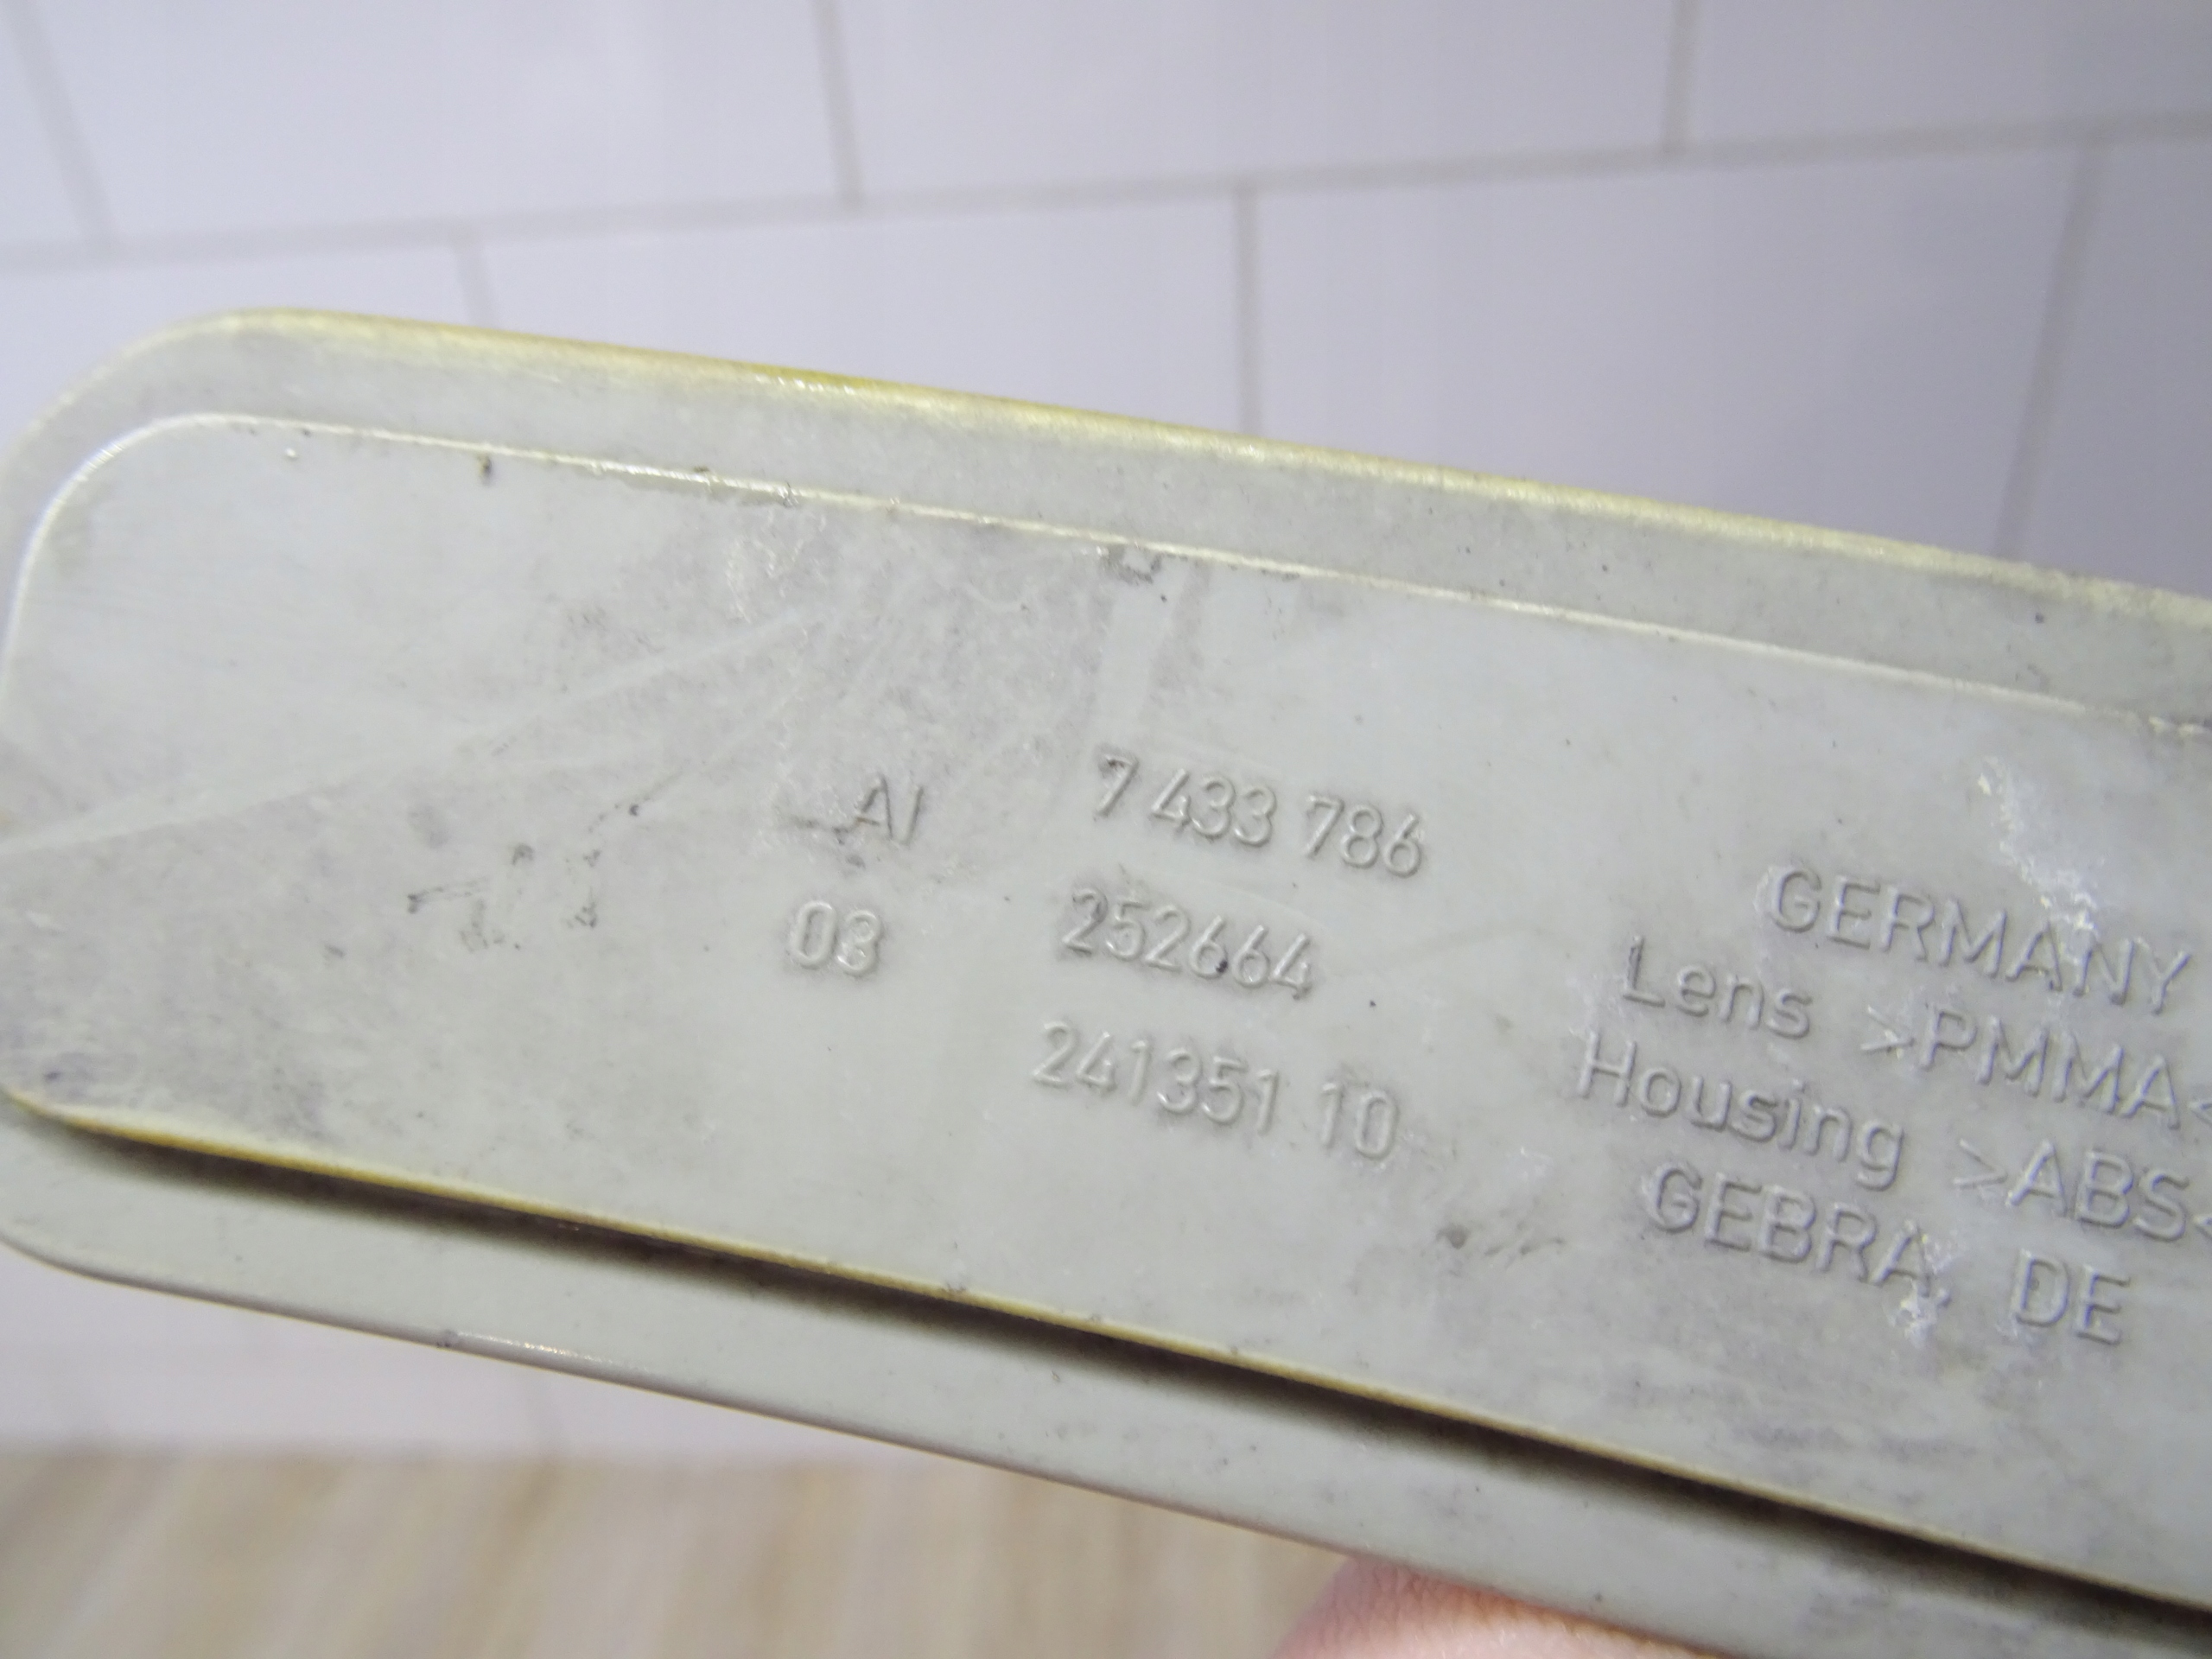 AI 7 433 786
03 252664
241351 10
GERMANY
Lens >PMMA<
Housing >ABS<
GEBRA, DE